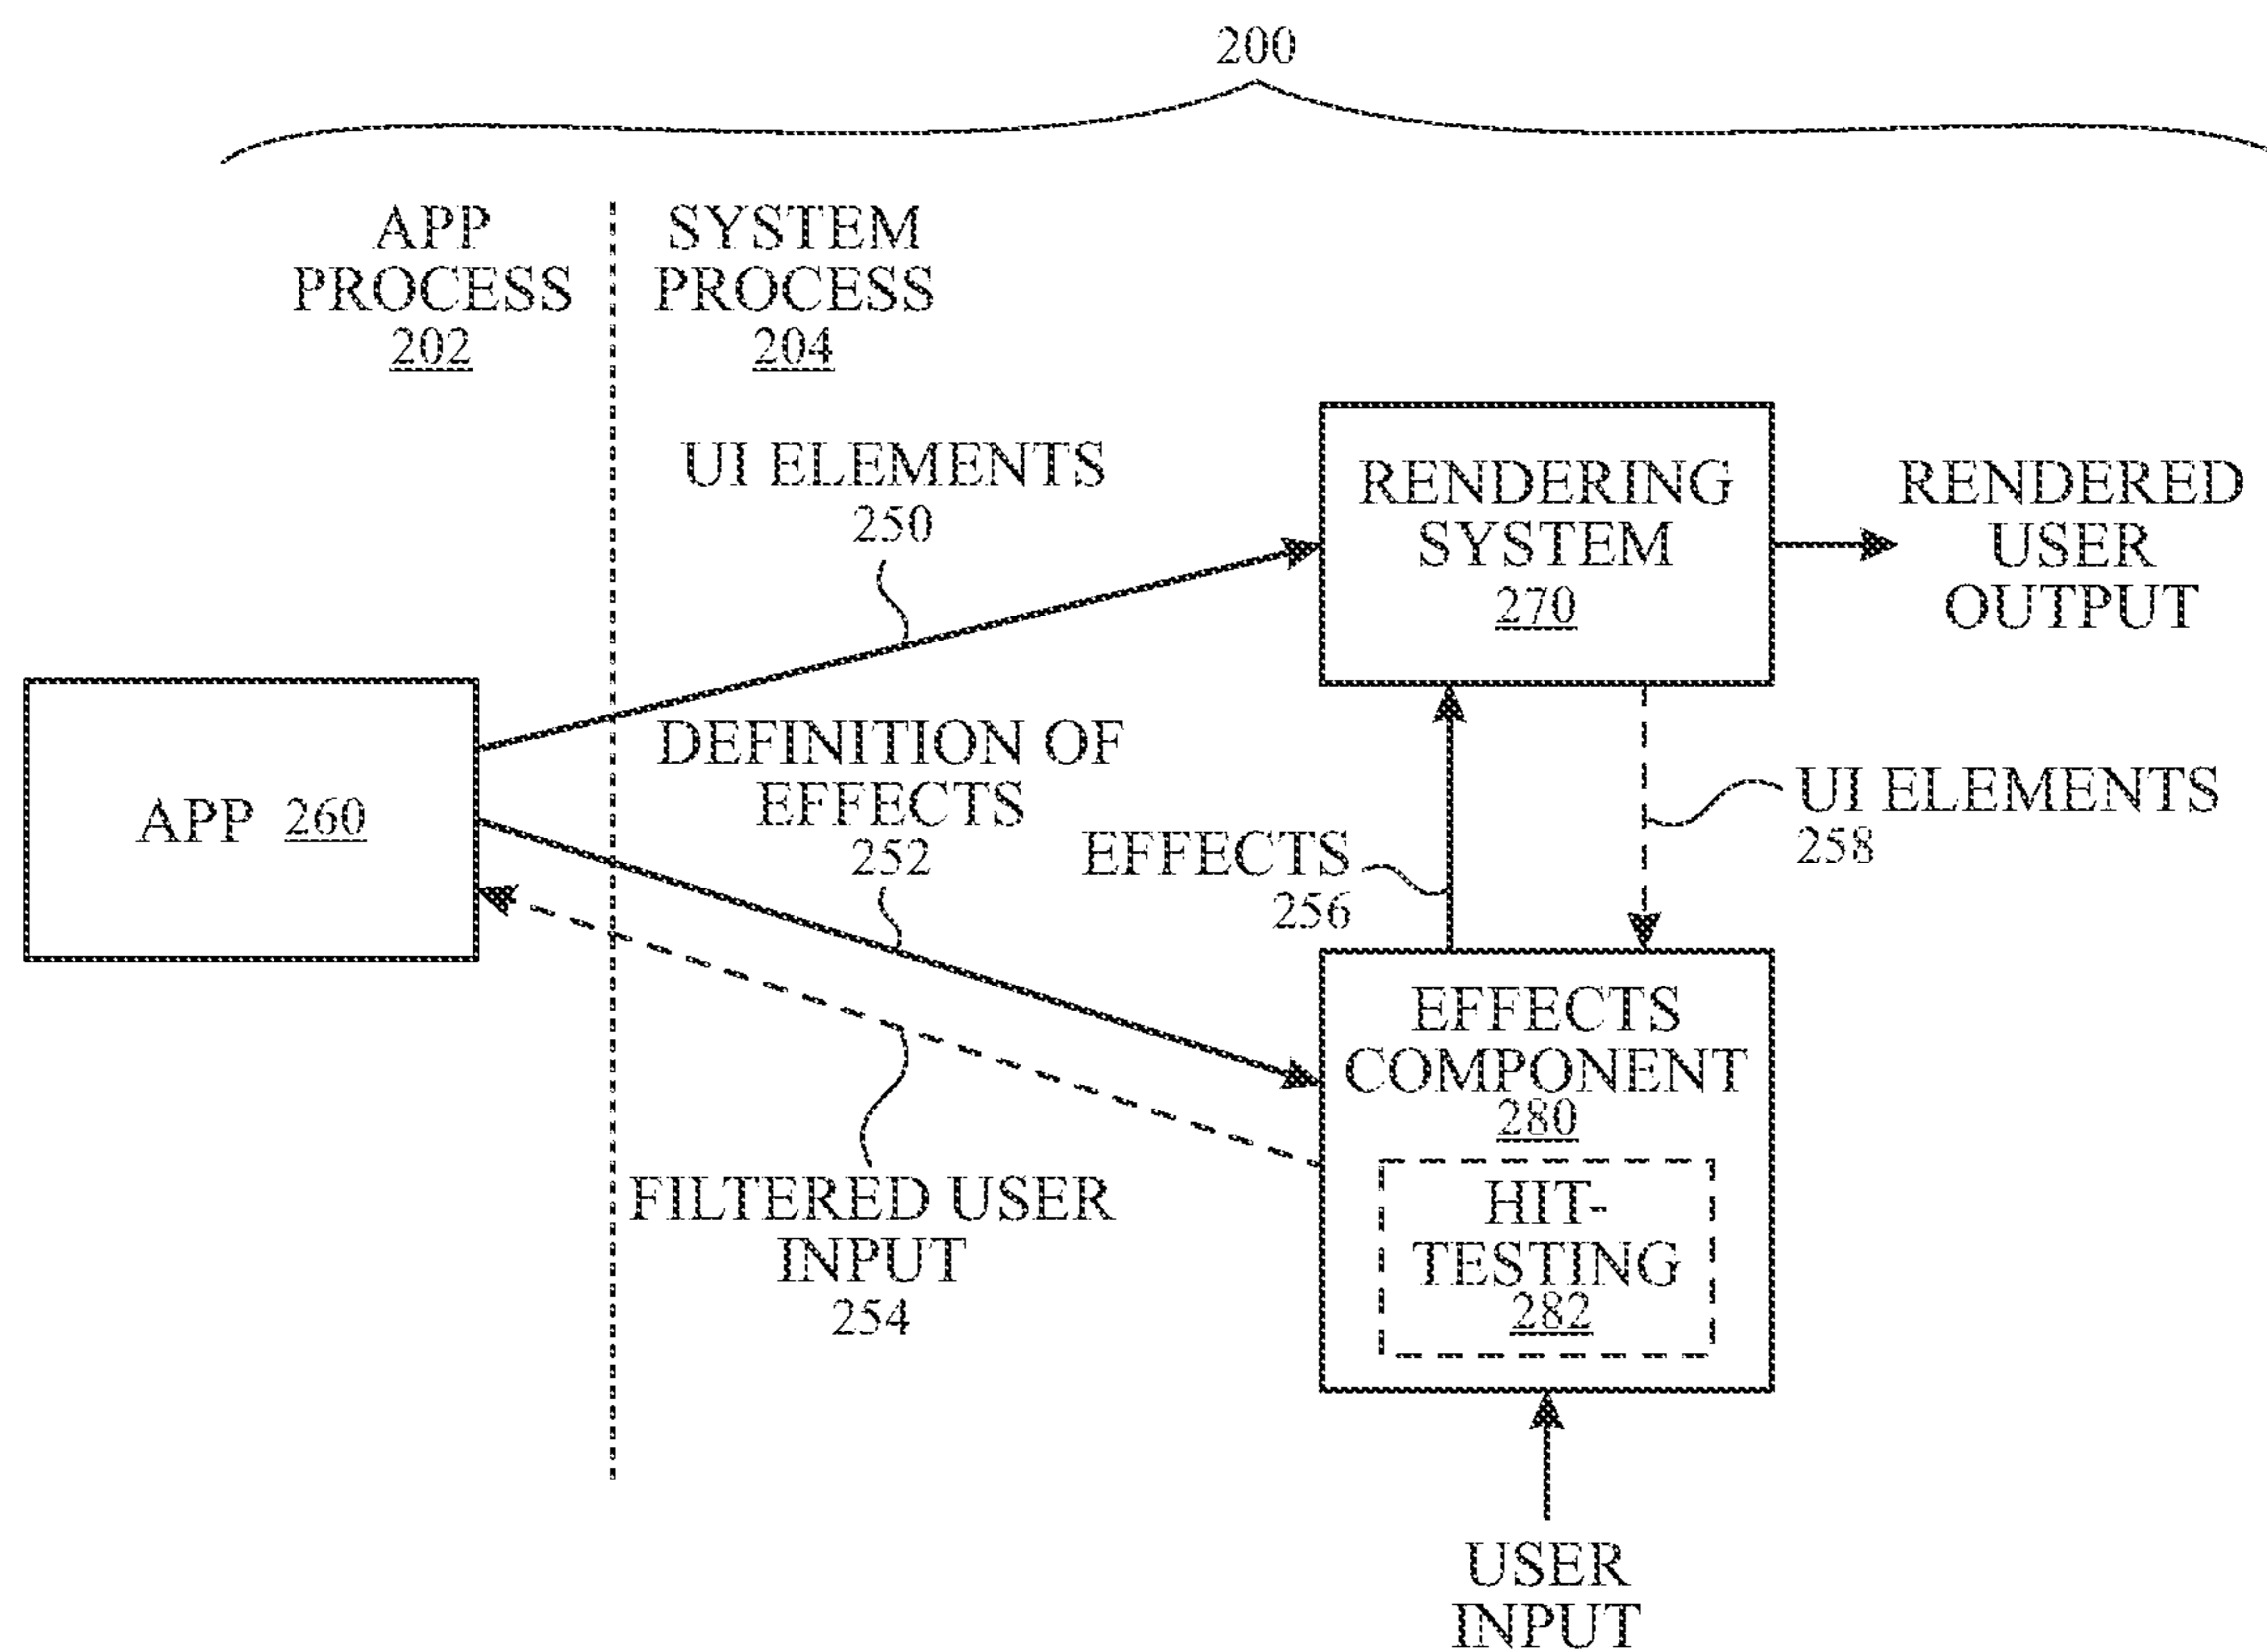 200
APP
PROCESS
202
SYSTEM
PROCESS
204
UI ELEMENTS
250
RENDERING
SYSTEM
270
RENDERED
USER
OUTPUT
APP 260
DEFINITION OF
EFFECTS
252
EFFECTS
256
UI ELEMENTS
258
FILTERED USER
INPUT
254
EFFECTS
COMPONENT
280
HIT-
TESTING
282
USER
INPUT